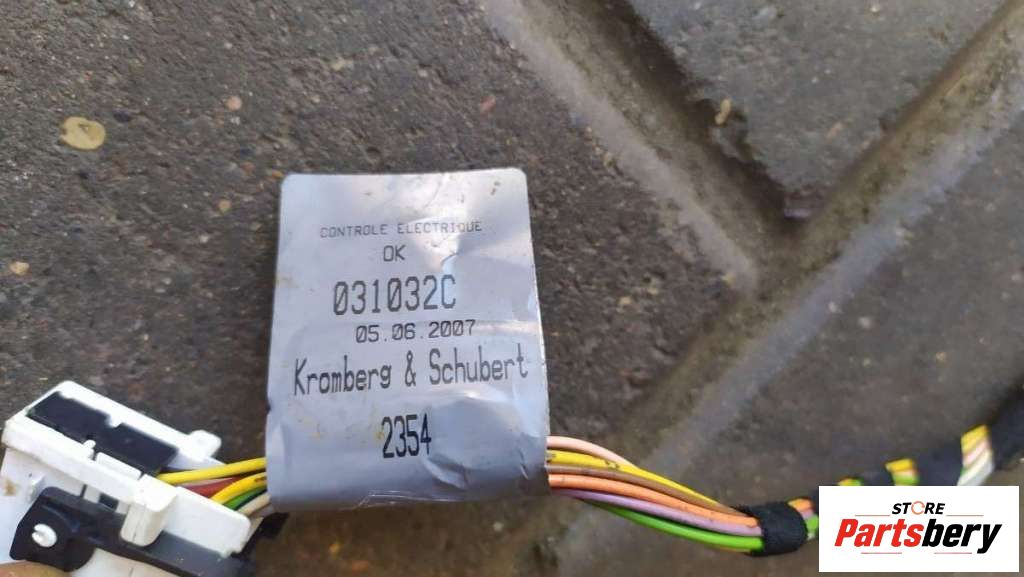 CONTROLE ELECTRIQUE
OK
031032C
05.06.2007
Kromberg & Schubert
2354
STORE
Partsbery